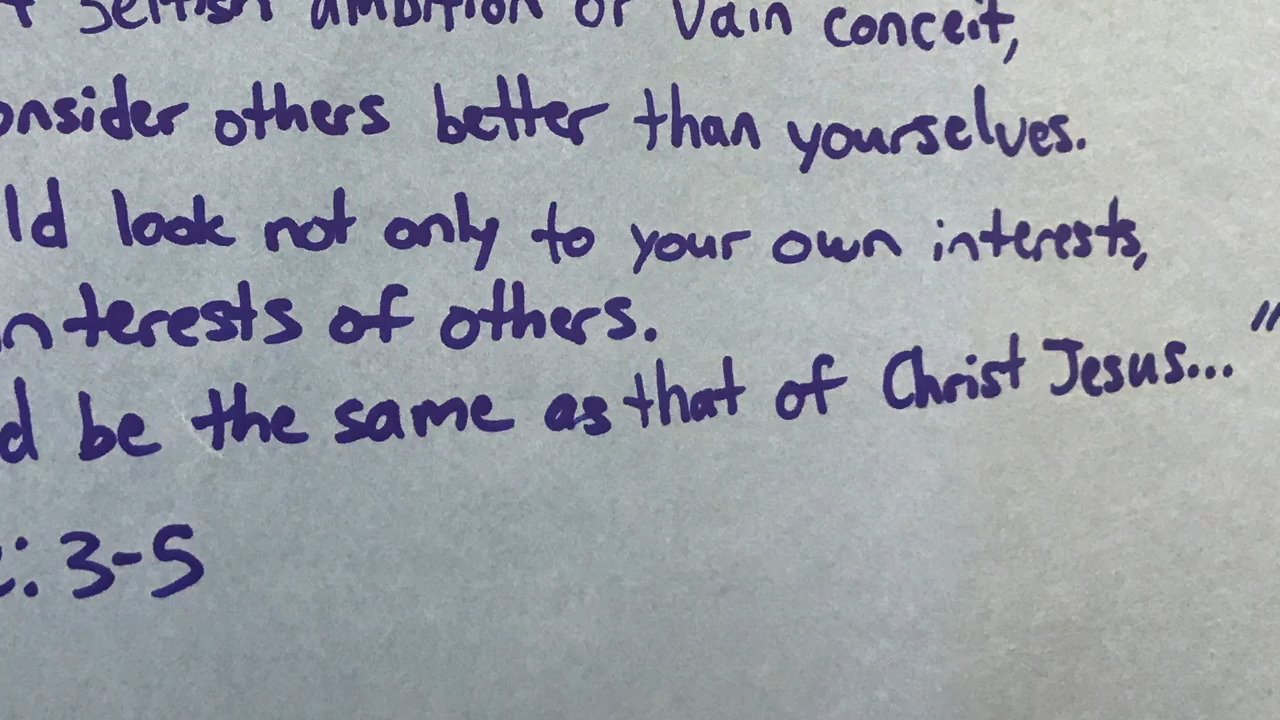 selfish ambition or vain conceit,
onsider others better than yourselves.
ld look not only to your own interests,
nterests of others.
d be the same as that of Christ Jesus..."
: 3-5